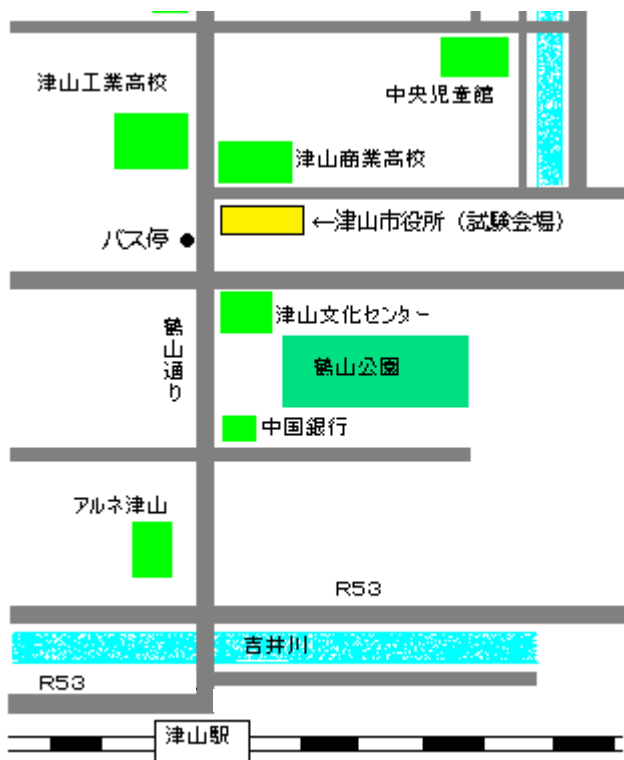 津山工業高校
中央児童館
津山商業高校
←津山市役所（試験会場）
バス停
津山文化センター
鶴山通り
鶴山公園
中国銀行
アルネ津山
R53
吉井川
R53
津山駅